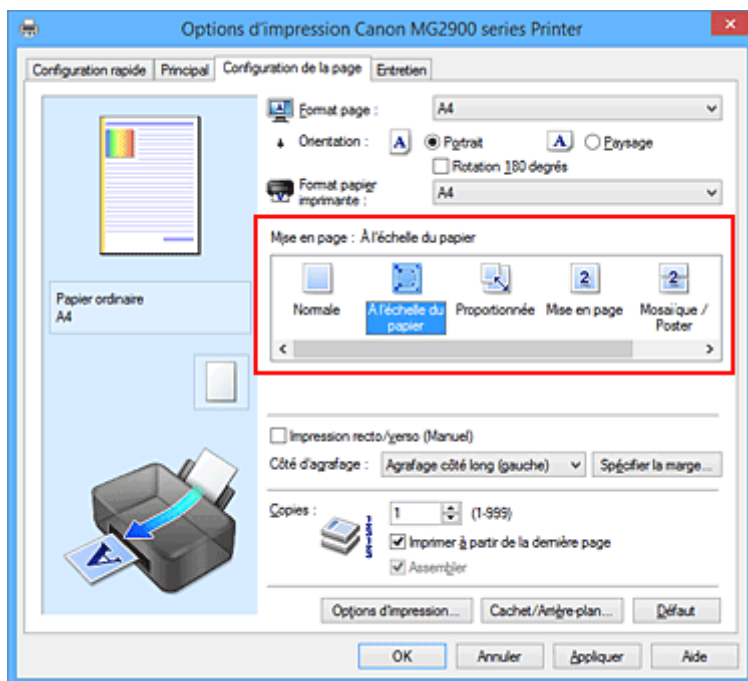 Options d'impression Canon MG2900 series Printer
Configuration rapide Principal Configuration de la page Entretien
Format page : A4
Orientation : A Portrait A Paysage
Rotation 180 degrés
Format papier
imprimante : A4
Mise en page : À l'échelle du papier
2 2
Normale À l'échelle du Proportionnée Mise en page Mosaïque /
papier Poster
Papier ordinaire
A4
Impression recto/verso (Manuel)
Côté d'agrafage : Agrafage côté long (gauche) Spécifier la marge...
Copies : 1 (1-999)
Imprimer à partir de la dernière page
Assembler
A
Options d'impression... Cachet/Arrière-plan... Défaut
OK Annuler Appliquer Aide